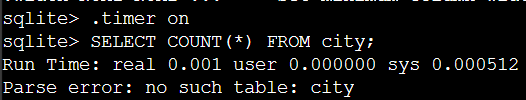 sqlite> .timer on
sqlite> SELECT COUNT(*) FROM city;
Run Time: real 0.001 user 0.000000 sys 0.000512
Parse error: no such table: city